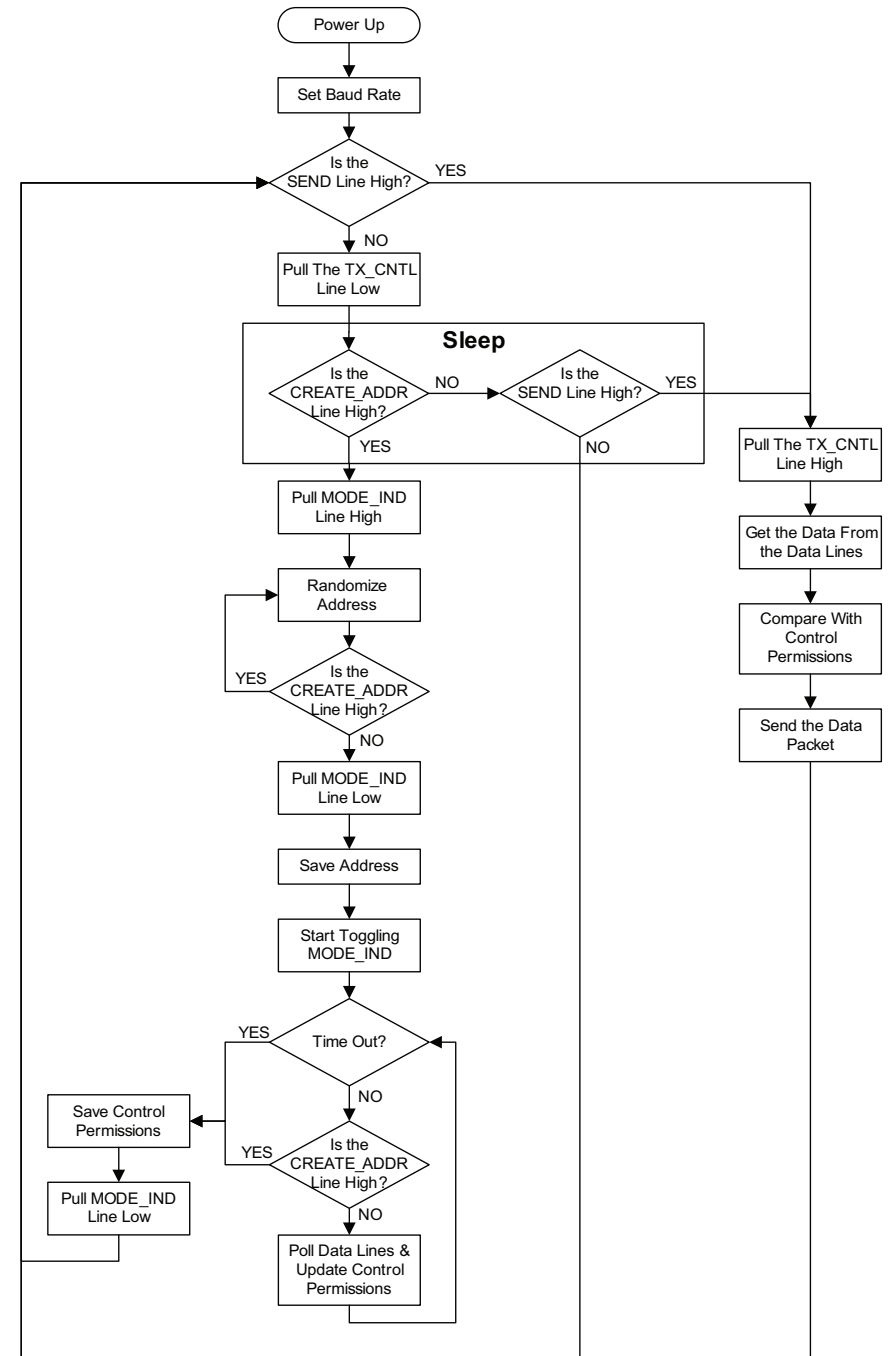 Power Up
Set Baud Rate
Is the
SEND Line High?
YES
NO
Pull The TX_CNTL
Line Low
Sleep
Is the
CREATE_ADDR
Line High?
NO
YES
Is the
SEND Line High?
YES
NO
Pull The TX_CNTL
Line High
Get the Data From
the Data Lines
Compare With
Control
Permissions
Send the Data
Packet
Pull MODE_IND
Line High
Randomize
Address
Is the
CREATE_ADDR
Line High?
YES
NO
Pull MODE_IND
Line Low
Save Address
Start Toggling
MODE_IND
Time Out?
YES
NO
Is the
CREATE_ADDR
Line High?
YES
NO
Save Control
Permissions
Pull MODE_IND
Line Low
Poll Data Lines &
Update Control
Permissions